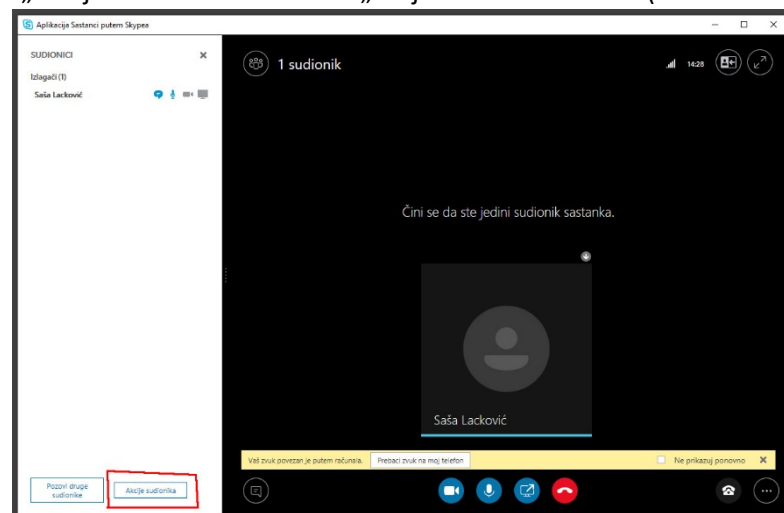 Aplikacija Sastanci putem Skypea
SUDIONICI
Izlagači (1)
Saša Lacković
1 sudionik
14:28
Čini se da ste jedini sudionik sastanka.
Saša Lacković
Vaš zvuk povezan je putem računala.
Prebaci zvuk na moj telefon
Ne prikazuj ponovno
Pozovi druge
sudionike
Akcije sudionika